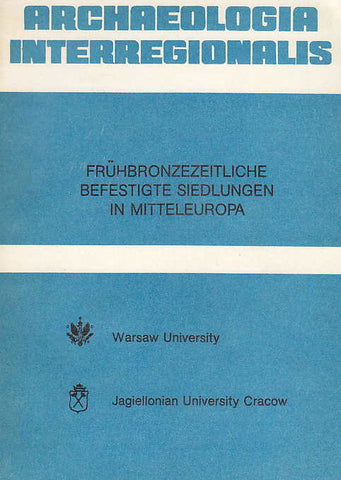 ARCHAEOLOGIA
INTERREGIONALIS
FRÜHBRONZEZEITLICHE
BEFESTIGTE SIEDLUNGEN
IN MITTELEUROPA
Warsaw University
Jagiellonian University Cracow